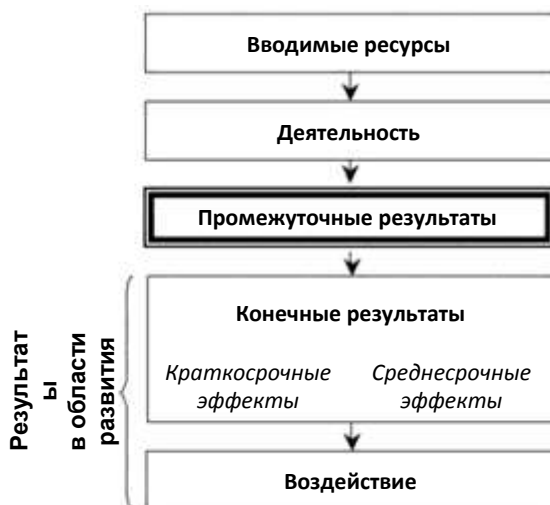 Вводимые ресурсы
Деятельность
Промежуточные результаты
Конечные результаты
Краткосрочные
эффекты
Среднесрочные
эффекты
Воздействие
Результат
ы
в области
развития